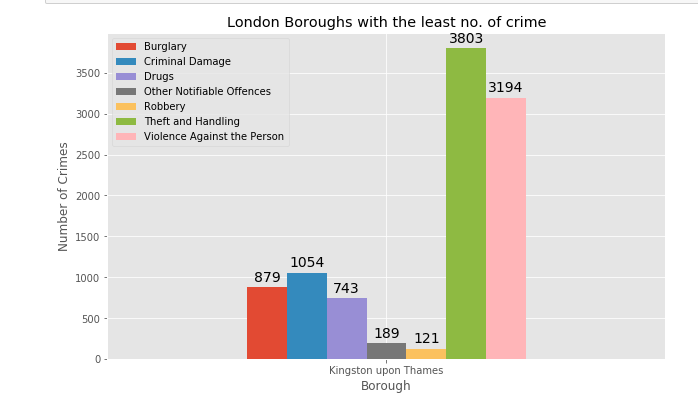 London Boroughs with the least no. of crime
Burglary
Criminal Damage
Drugs
Other Notifiable Offences
Robbery
Theft and Handling
Violence Against the Person
Number of Crimes
3500
3000
2500
2000
1500
1000
500
0
879
1054
743
189
121
3803
3194
Kingston upon Thames
Borough